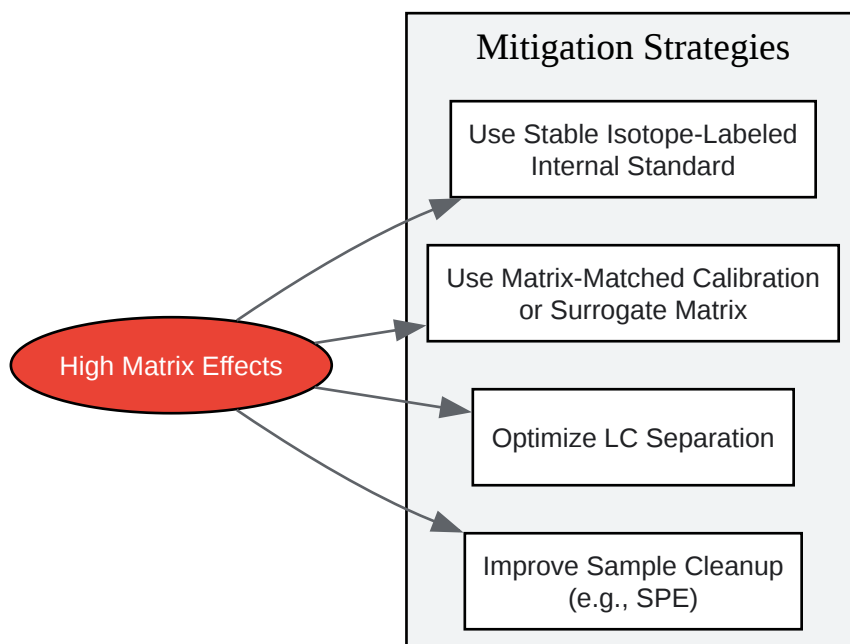 Mitigation Strategies
Use Stable Isotope-Labeled
Internal Standard
Use Matrix-Matched Calibration
or Surrogate Matrix
High Matrix Effects
Optimize LC Separation
Improve Sample Cleanup
(e.g., SPE)